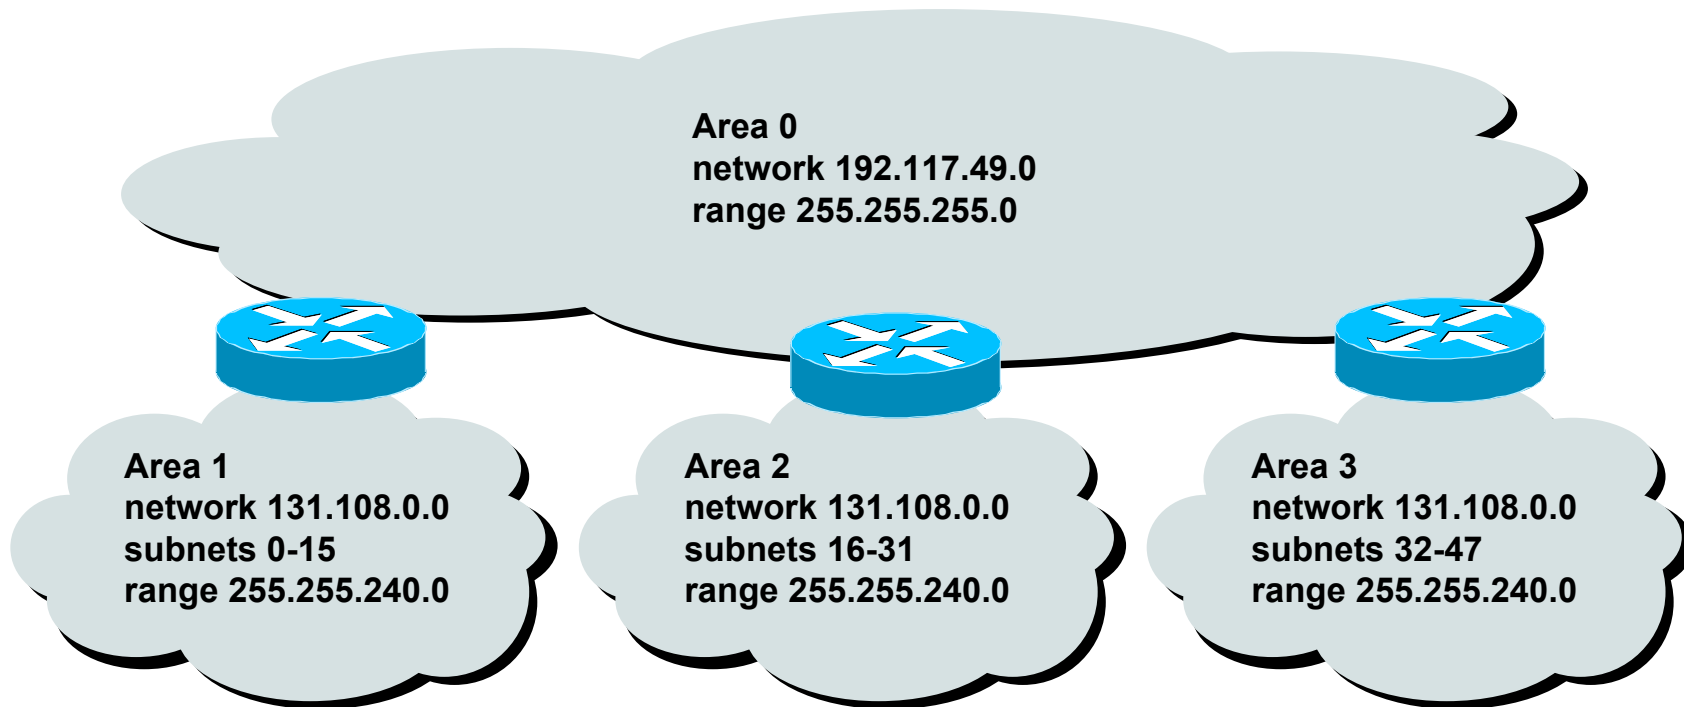 Area 0
network 192.117.49.0
range 255.255.255.0
Area 1
network 131.108.0.0
subnets 0-15
range 255.255.240.0
Area 2
network 131.108.0.0
subnets 16-31
range 255.255.240.0
Area 3
network 131.108.0.0
subnets 32-47
range 255.255.240.0